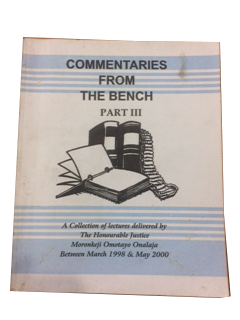 COMMENTARIES
FROM
THE BENCH
PART III
A Collection of lectures delivered by
The Honourable Justice
Moronkeji Omotayo Onalaja
Between March 1998 & May 2000